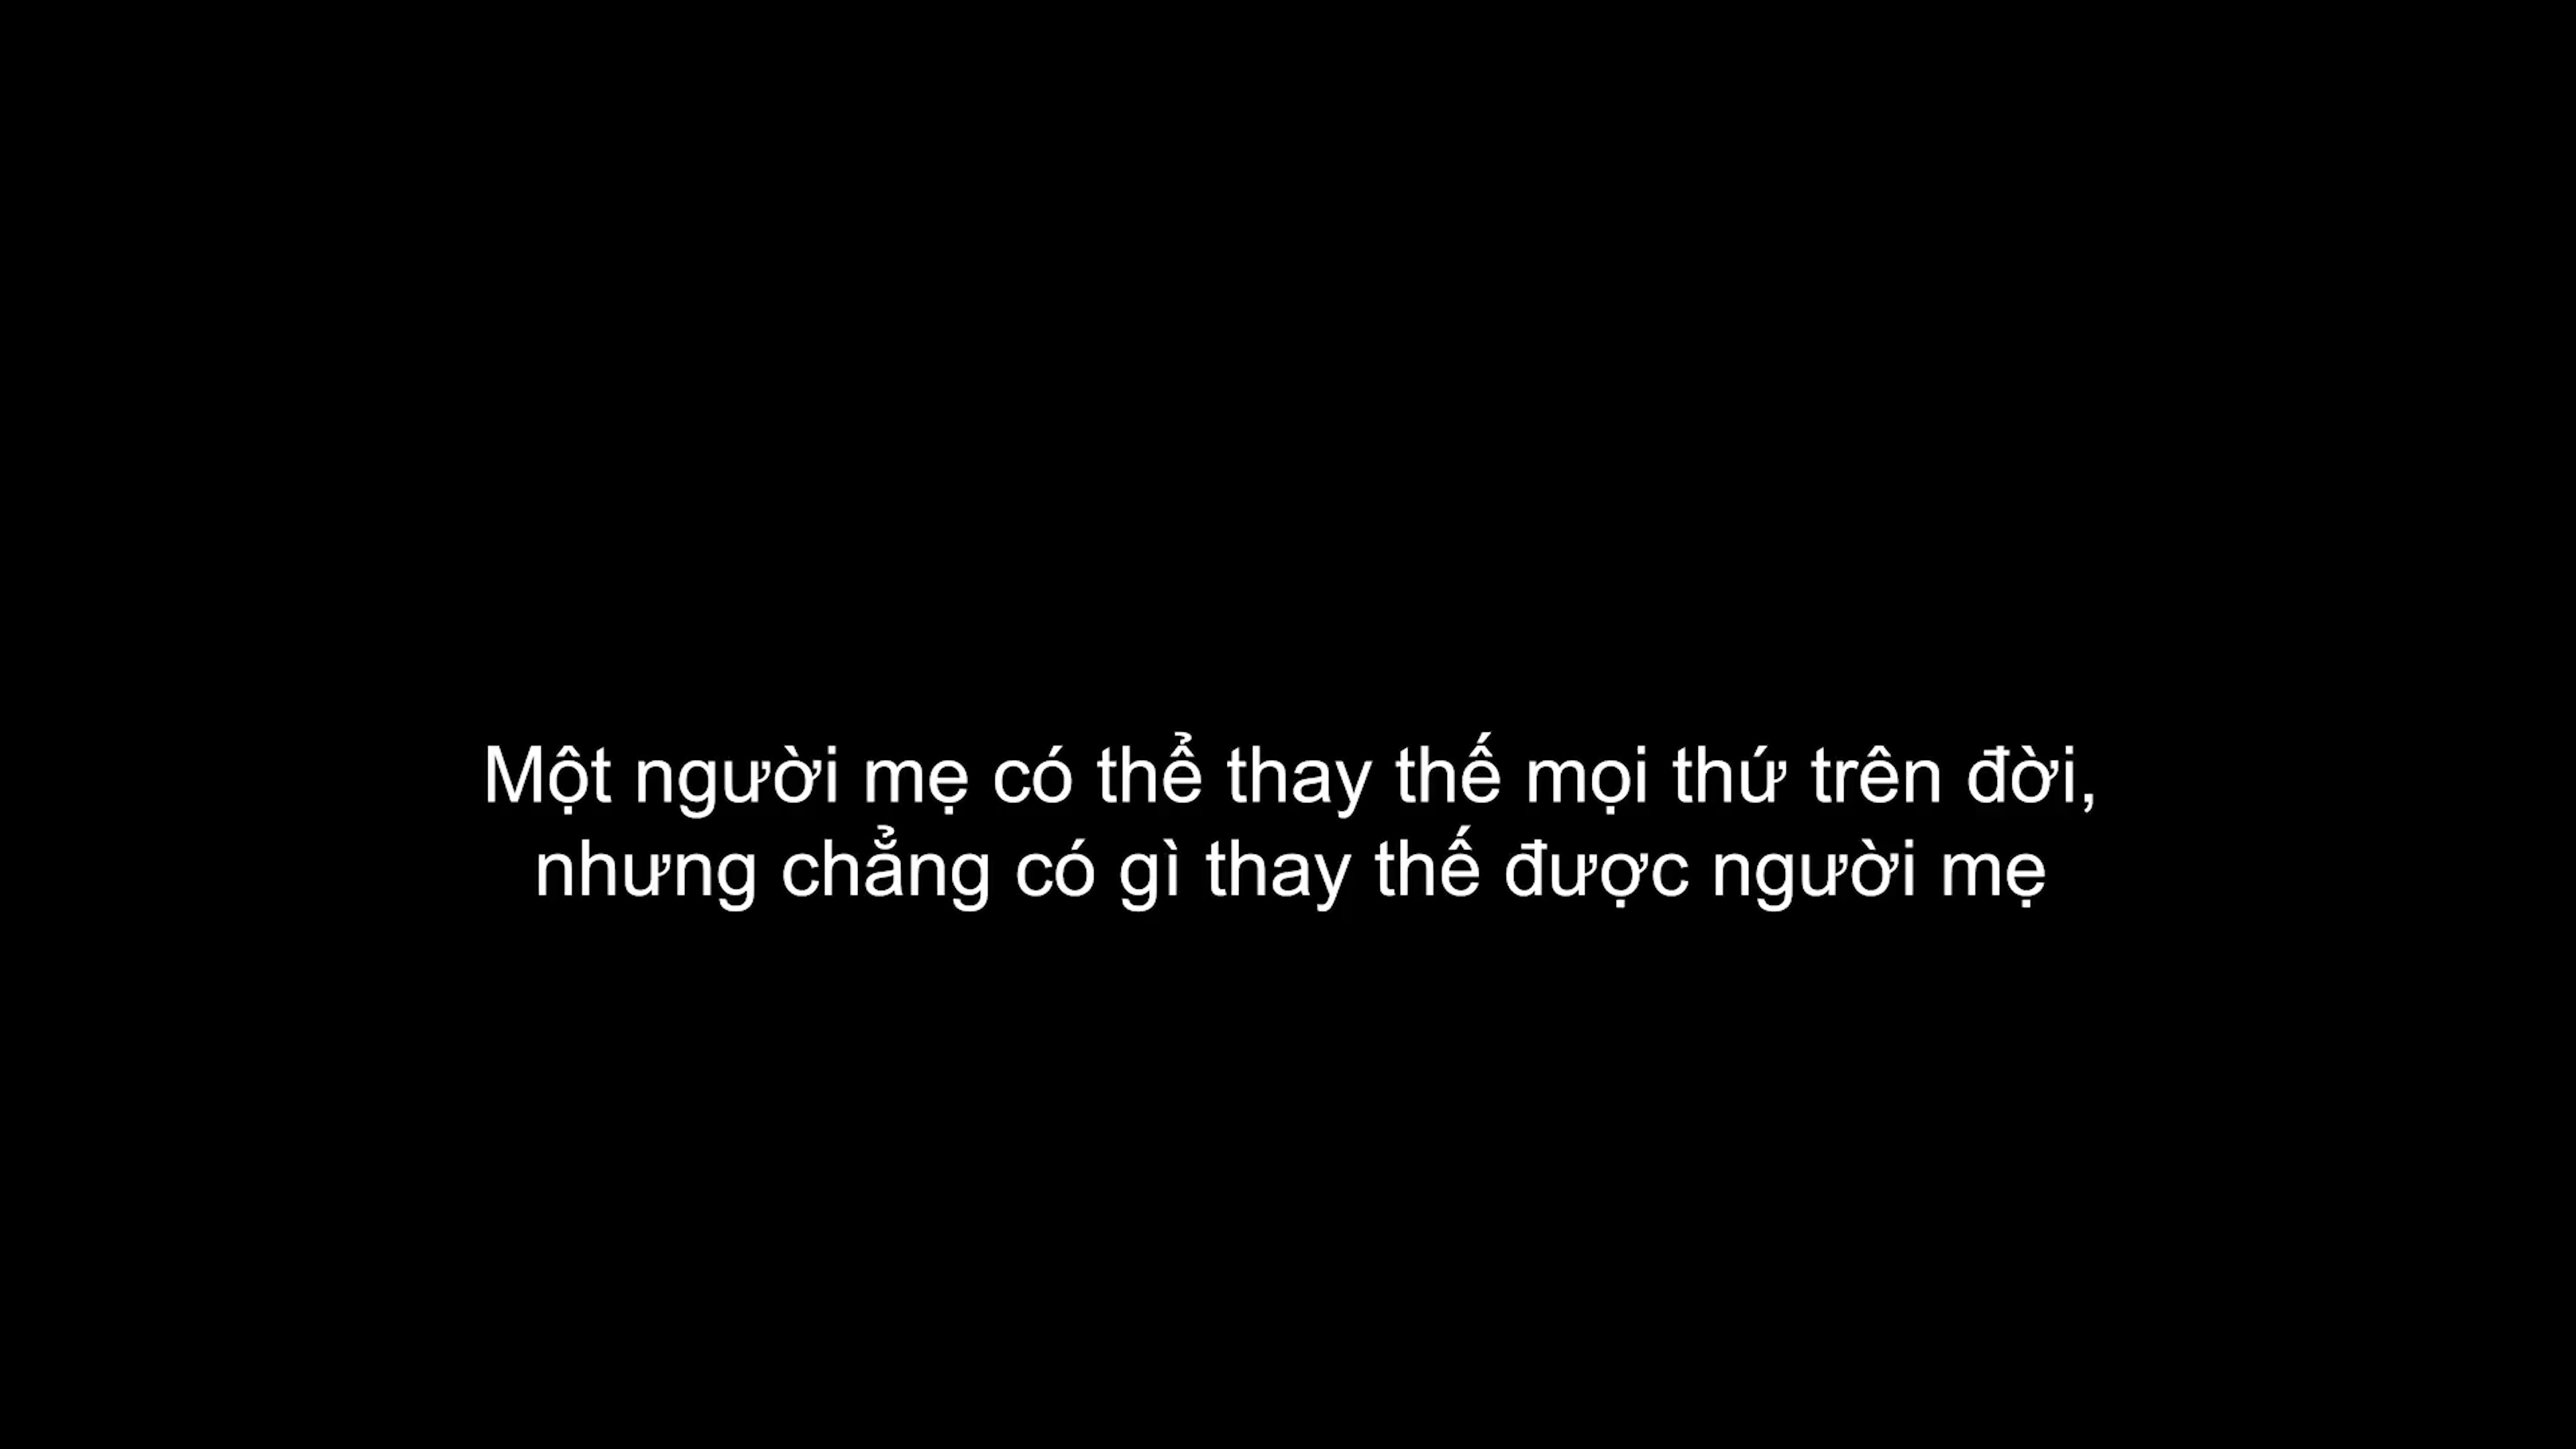 Một người mẹ có thể thay thế mọi thứ trên đời,
nhưng chẳng có gì thay thế được người mẹ